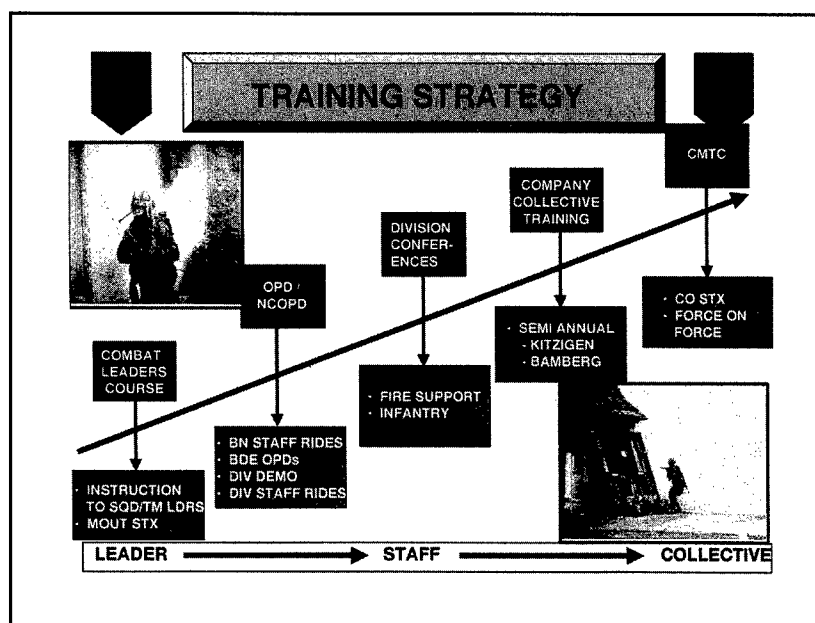 TRAINING STRATEGY
CMTC
COMPANY
COLLECTIVE
TRAINING
DIVISION
CONFER-
ENCES
OPD /
NCOPD
COMBAT
LEADERS
COURSE
· CO STX
· FORCE ON
FORCE
· SEMI ANNUAL
- KITZIGEN
- BAMBERG
· FIRE SUPPORT
· INFANTRY
· BN STAFF RIDES
· BDE OPDs
· DIV DEMO
· DIV STAFF RIDES
· INSTRUCTION
TO SQD/TM LDRS
· MOUT STX
LEADER STAFF COLLECTIVE